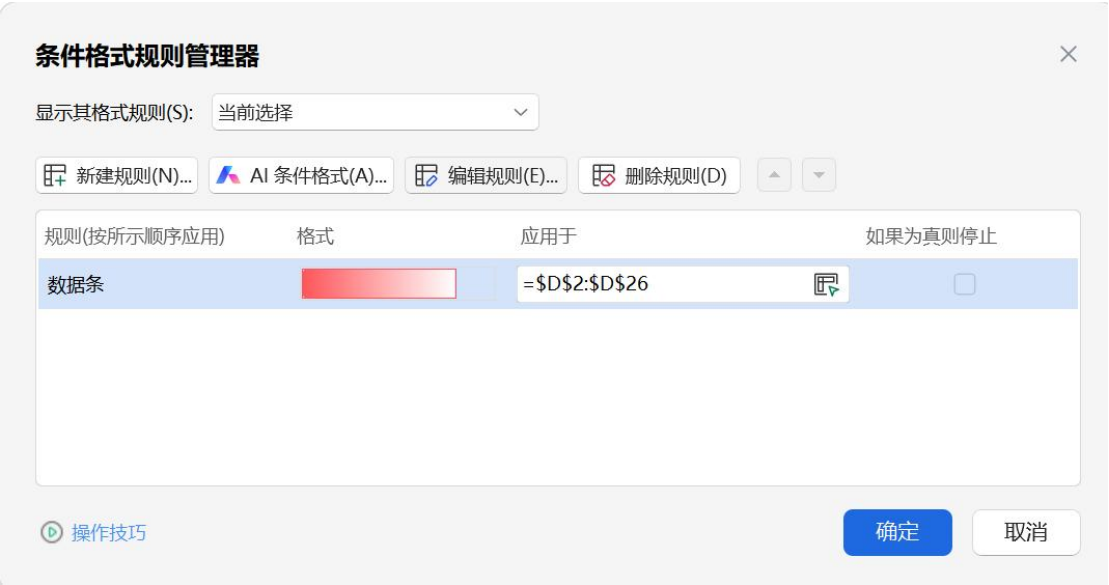 条件格式规则管理器
显示其格式规则(S): 当前选择
新建规则(N)... AI 条件格式(A)... 编辑规则(E)... 删除规则(D)
规则(按所示顺序应用) 格式 应用于 如果为真则停止
数据条 =$D$2:$D$26
操作技巧 确定 取消